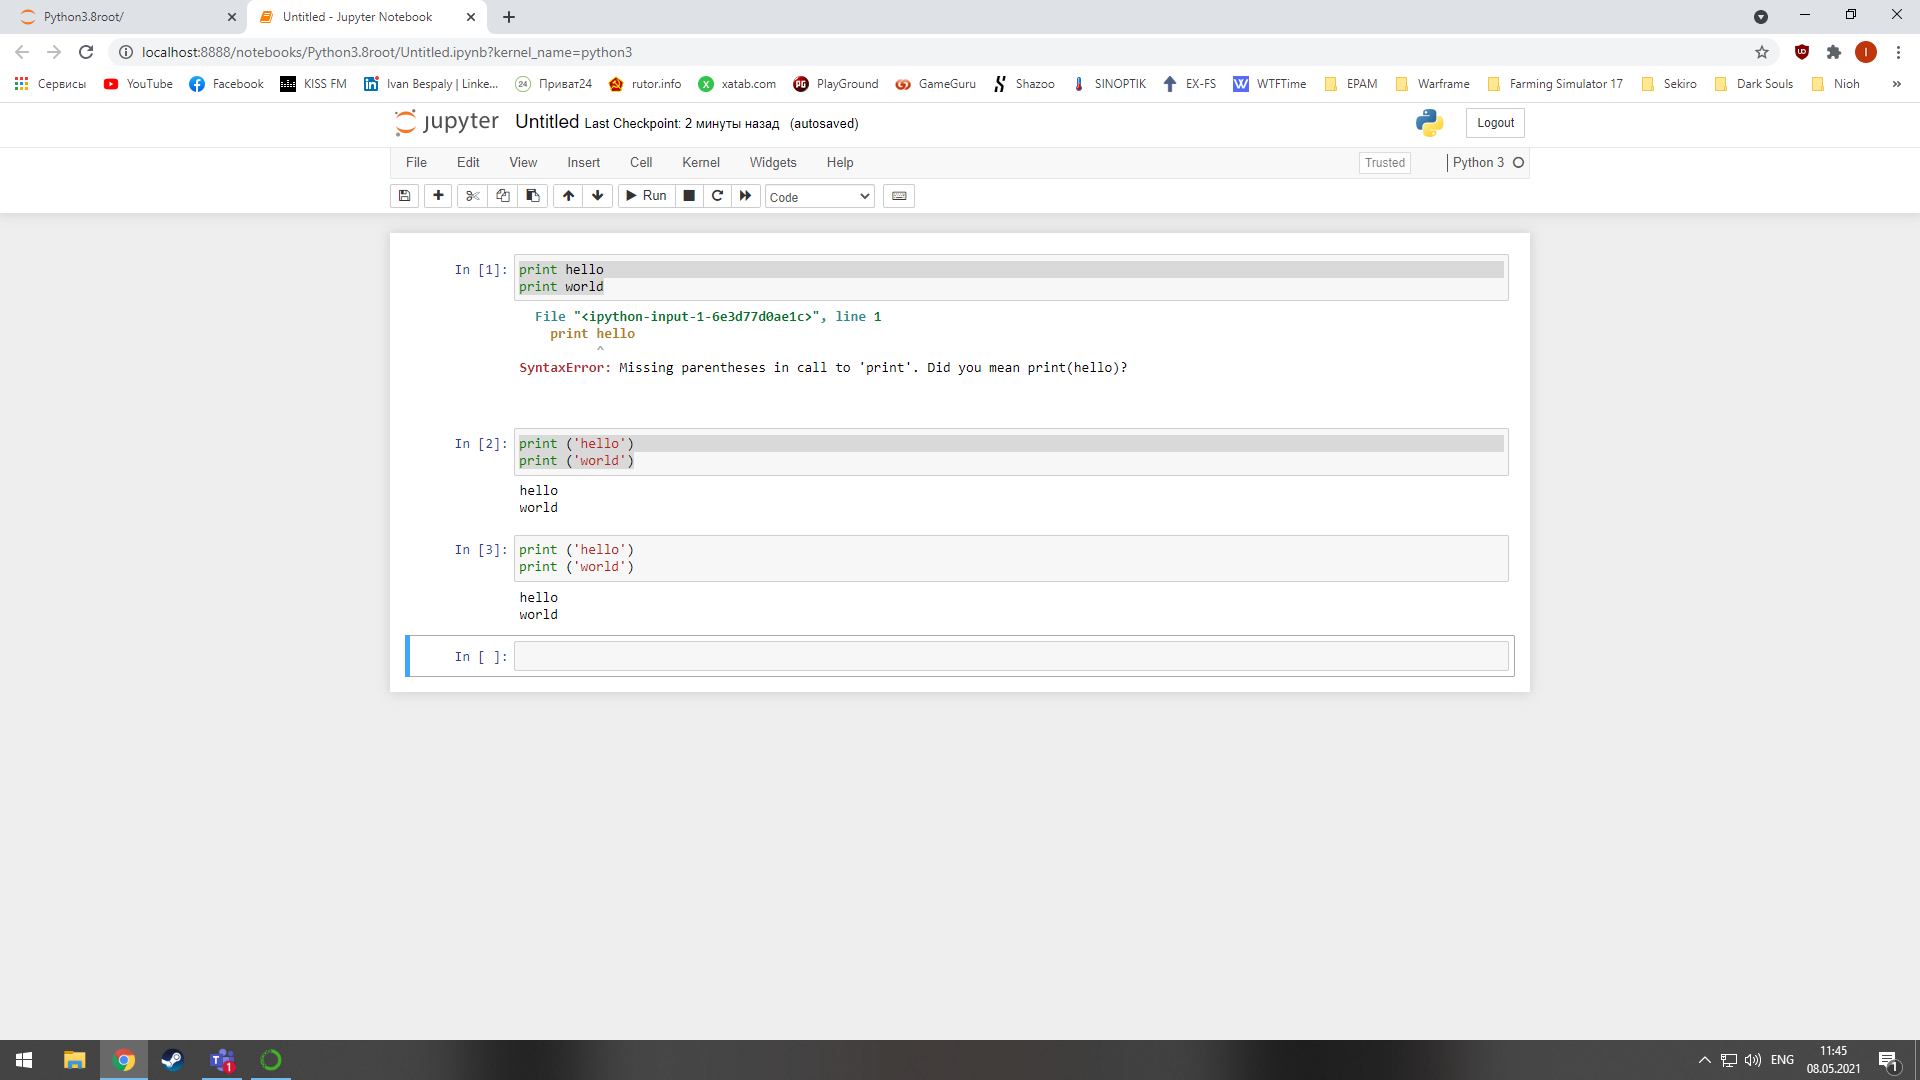 Python3.8root/
Untitled - Jupyter Notebook
localhost:8888/notebooks/Python3.8root/Untitled.ipynb?kernel_name=python3
Сервисы YouTube Facebook KISS FM Ivan Bespaly | Linke... 24 Приват24 rutor.info X xatab.com PG PlayGround GameGuru Shazoo SINOPTIK EX-FS W WTFTime EPAM Warframe Farming Simulator 17 Sekiro Dark Souls Nioh »
jupyter Untitled Last Checkpoint: 2 минуты назад (autosaved) Logout
File Edit View Insert Cell Kernel Widgets Help Trusted Python 3
Run Code
In [1]: print hello
print world
File "<ipython-input-1-6e3d77d0ae1c>", line 1
print hello
^
SyntaxError: Missing parentheses in call to 'print'. Did you mean print(hello)?
In [2]: print ('hello')
print ('world')
hello
world
In [3]: print ('hello')
print ('world')
hello
world
In [ ]:
T 1 ENG 11:45
08.05.2021
1